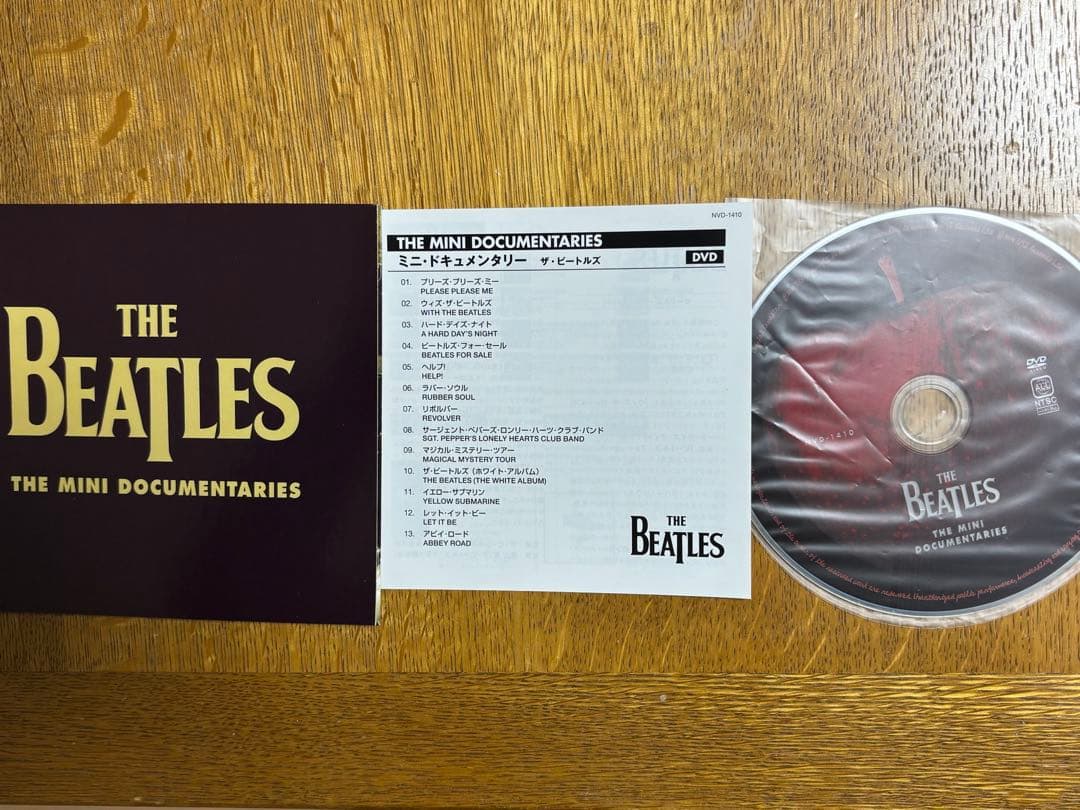 THE
BEATLES
THE MINI DOCUMENTARIES
NVD-1410
THE MINI DOCUMENTARIES
ミニ・ドキュメンタリー ザ・ビートルズ DVD
01. プリーズ・プリーズ・ミー
PLEASE PLEASE ME
02. ウィズ・ザ・ビートルズ
WITH THE BEATLES
03. ハード・デイズ・ナイト
A HARD DAY'S NIGHT
04. ビートルズ・フォー・セール
BEATLES FOR SALE
05. ヘルプ!
HELP!
06. ラバー・ソウル
RUBBER SOUL
07. リボルバー
REVOLVER
08. サージェント・ペパーズ・ロンリー・ハーツ・クラブ・バンド
SGT. PEPPER'S LONELY HEARTS CLUB BAND
09. マジカル・ミステリー・ツアー
MAGICAL MYSTERY TOUR
10. ザ・ビートルズ (ホワイト・アルバム)
THE BEATLES (THE WHITE ALBUM)
11. イエロー・サブマリン
YELLOW SUBMARINE
12. レット・イット・ビー
LET IT BE
13. アビイ・ロード
ABBEY ROAD
THE
BEATLES
DVD
VIDEO
ALL
NTSC
NVD-1410
THE
BEATLES
THE MINI
DOCUMENTARIES